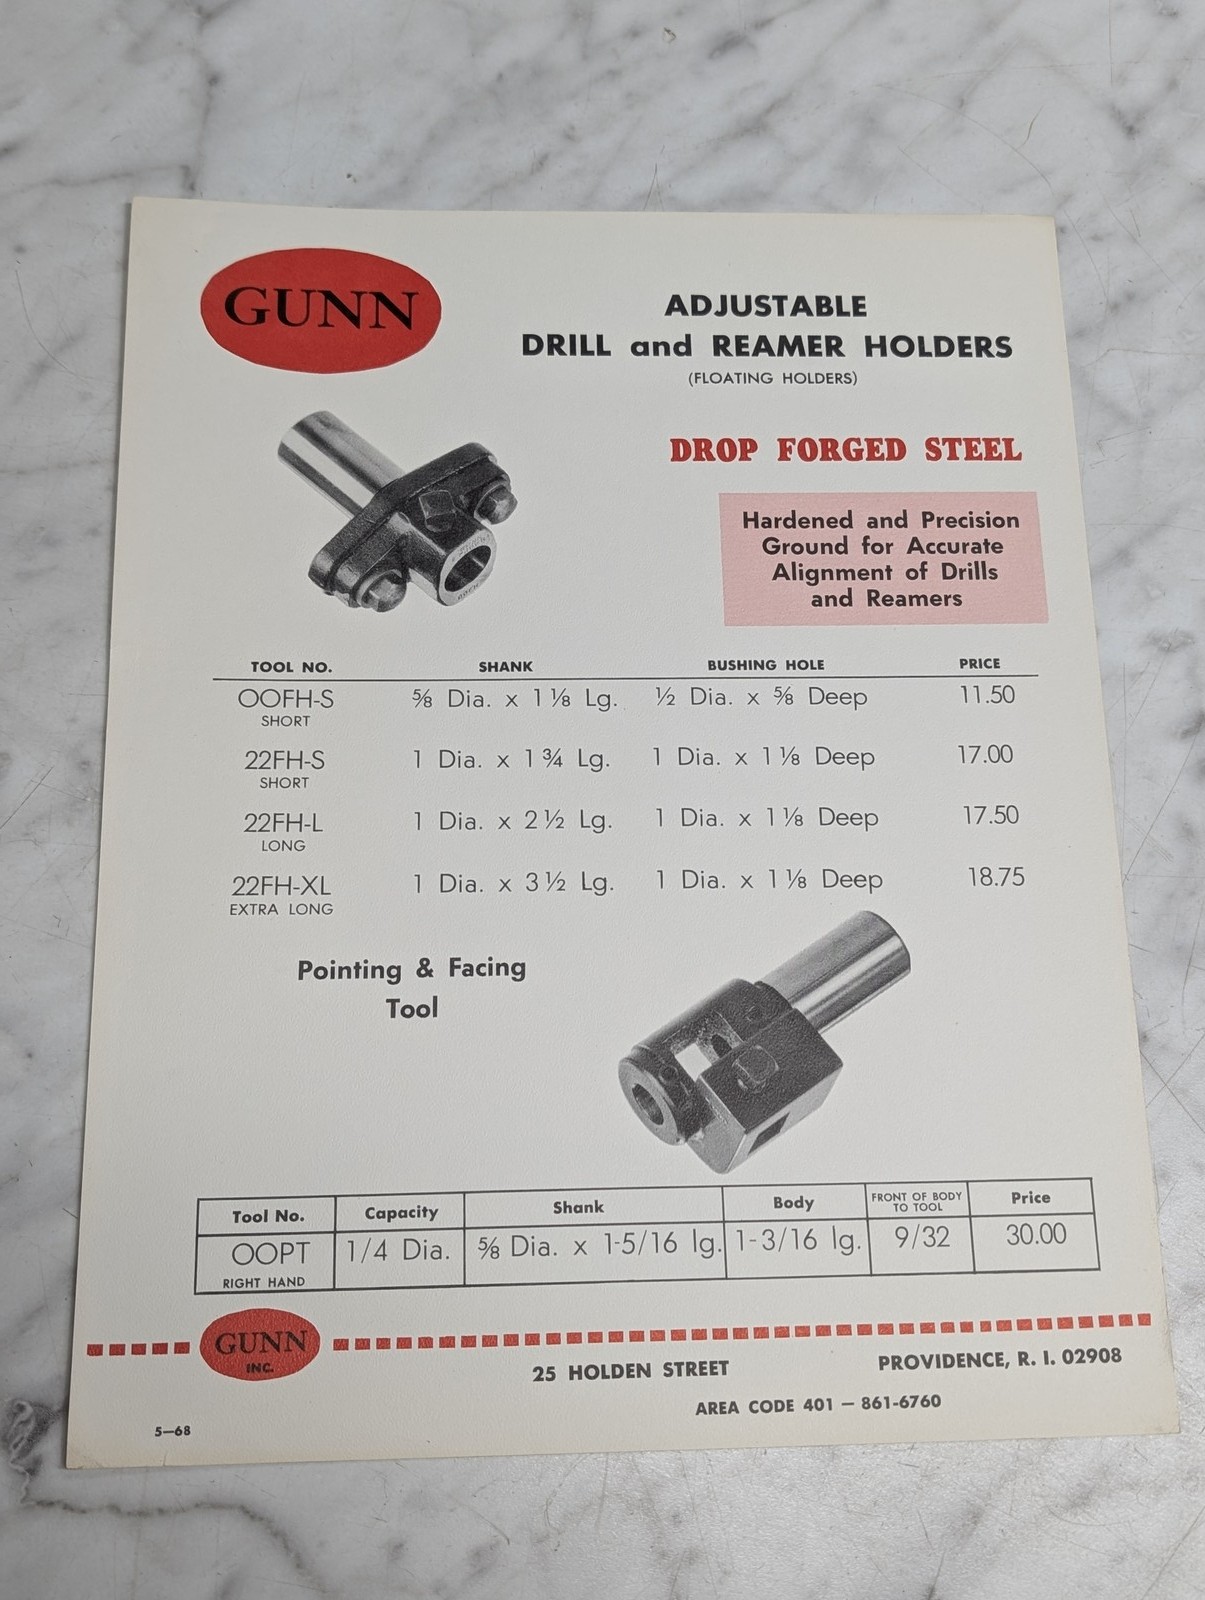 GUNN
ADJUSTABLE
DRILL and REAMER HOLDERS
(FLOATING HOLDERS)
DROP FORGED STEEL
Hardened and Precision
Ground for Accurate
Alignment of Drills
and Reamers
TOOL NO. SHANK BUSHING HOLE PRICE
OOFH-S ⅝ Dia. x 1⅛ Lg. ½ Dia. x ⅝ Deep 11.50
SHORT
22FH-S 1 Dia. x 1¾ Lg. 1 Dia. x 1⅛ Deep 17.00
SHORT
22FH-L 1 Dia. x 2½ Lg. 1 Dia. x 1⅛ Deep 17.50
LONG
22FH-XL 1 Dia. x 3½ Lg. 1 Dia. x 1⅛ Deep 18.75
EXTRA LONG
Pointing & Facing
Tool
Tool No. Capacity Shank Body FRONT OF BODY TO TOOL Price
OOPT 1/4 Dia. ⅝ Dia. x 1-5/16 lg. 1-3/16 lg. 9/32 30.00
RIGHT HAND
GUNN
INC.
25 HOLDEN STREET PROVIDENCE, R. I. 02908
AREA CODE 401 — 861-6760
5—68